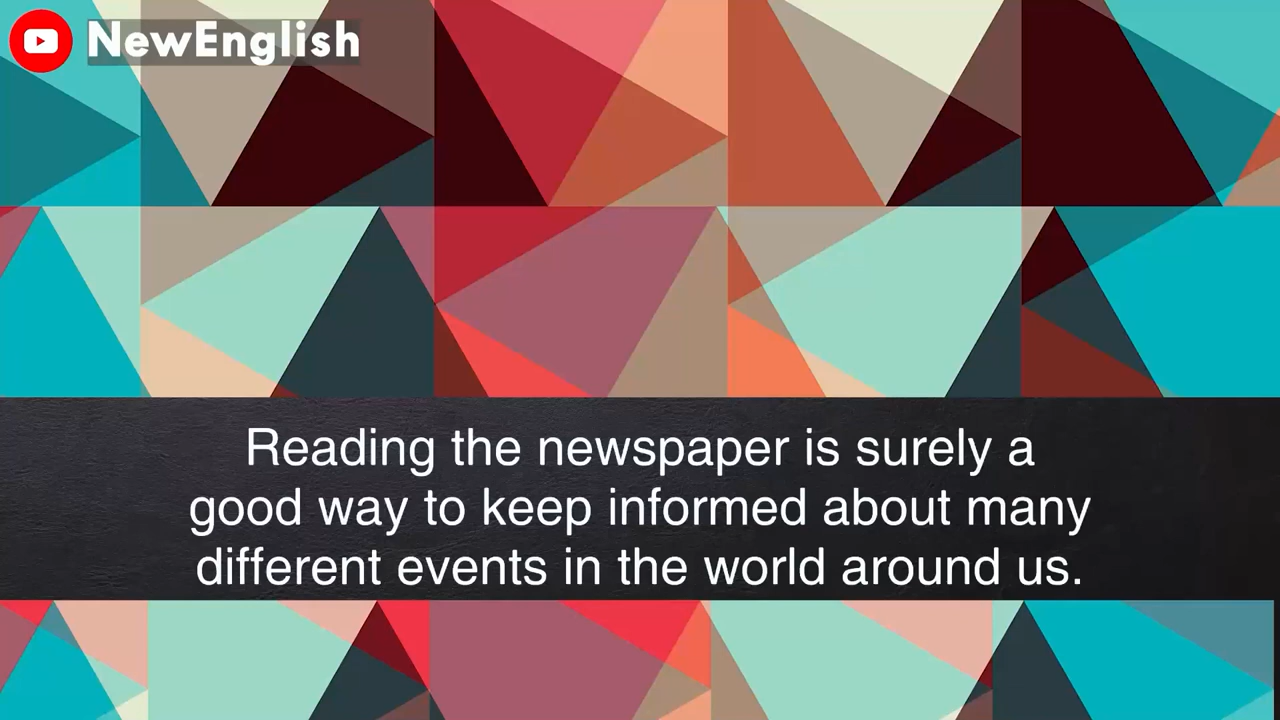 NewEnglish
Reading the newspaper is surely a
good way to keep informed about many
different events in the world around us.